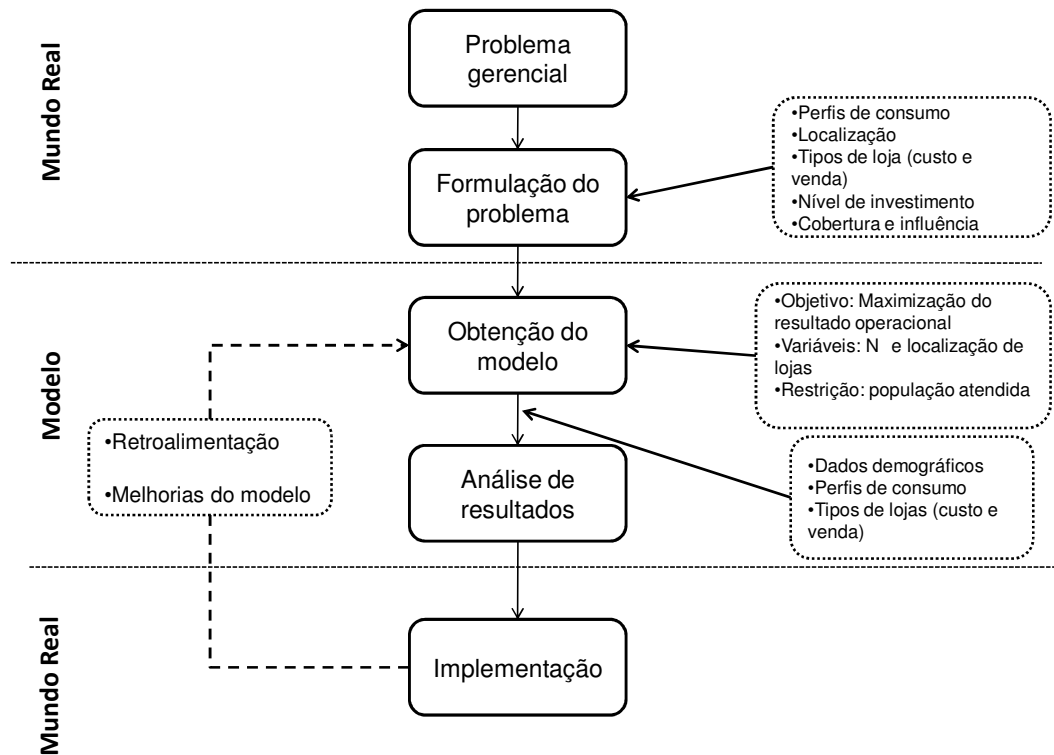 Mundo Real
Problema
gerencial
•Perfis de consumo
•Localização
•Tipos de loja (custo e
venda)
•Nível de investimento
•Cobertura e influência
Formulação do
problema
Modelo
•Objetivo: Maximização do
resultado operacional
•Variáveis: N e localização de
lojas
•Restrição: população atendida
Obtenção do
modelo
•Retroalimentação
•Melhorias do modelo
•Dados demográficos
•Perfis de consumo
•Tipos de lojas (custo e
venda)
Análise de
resultados
Mundo Real
Implementação